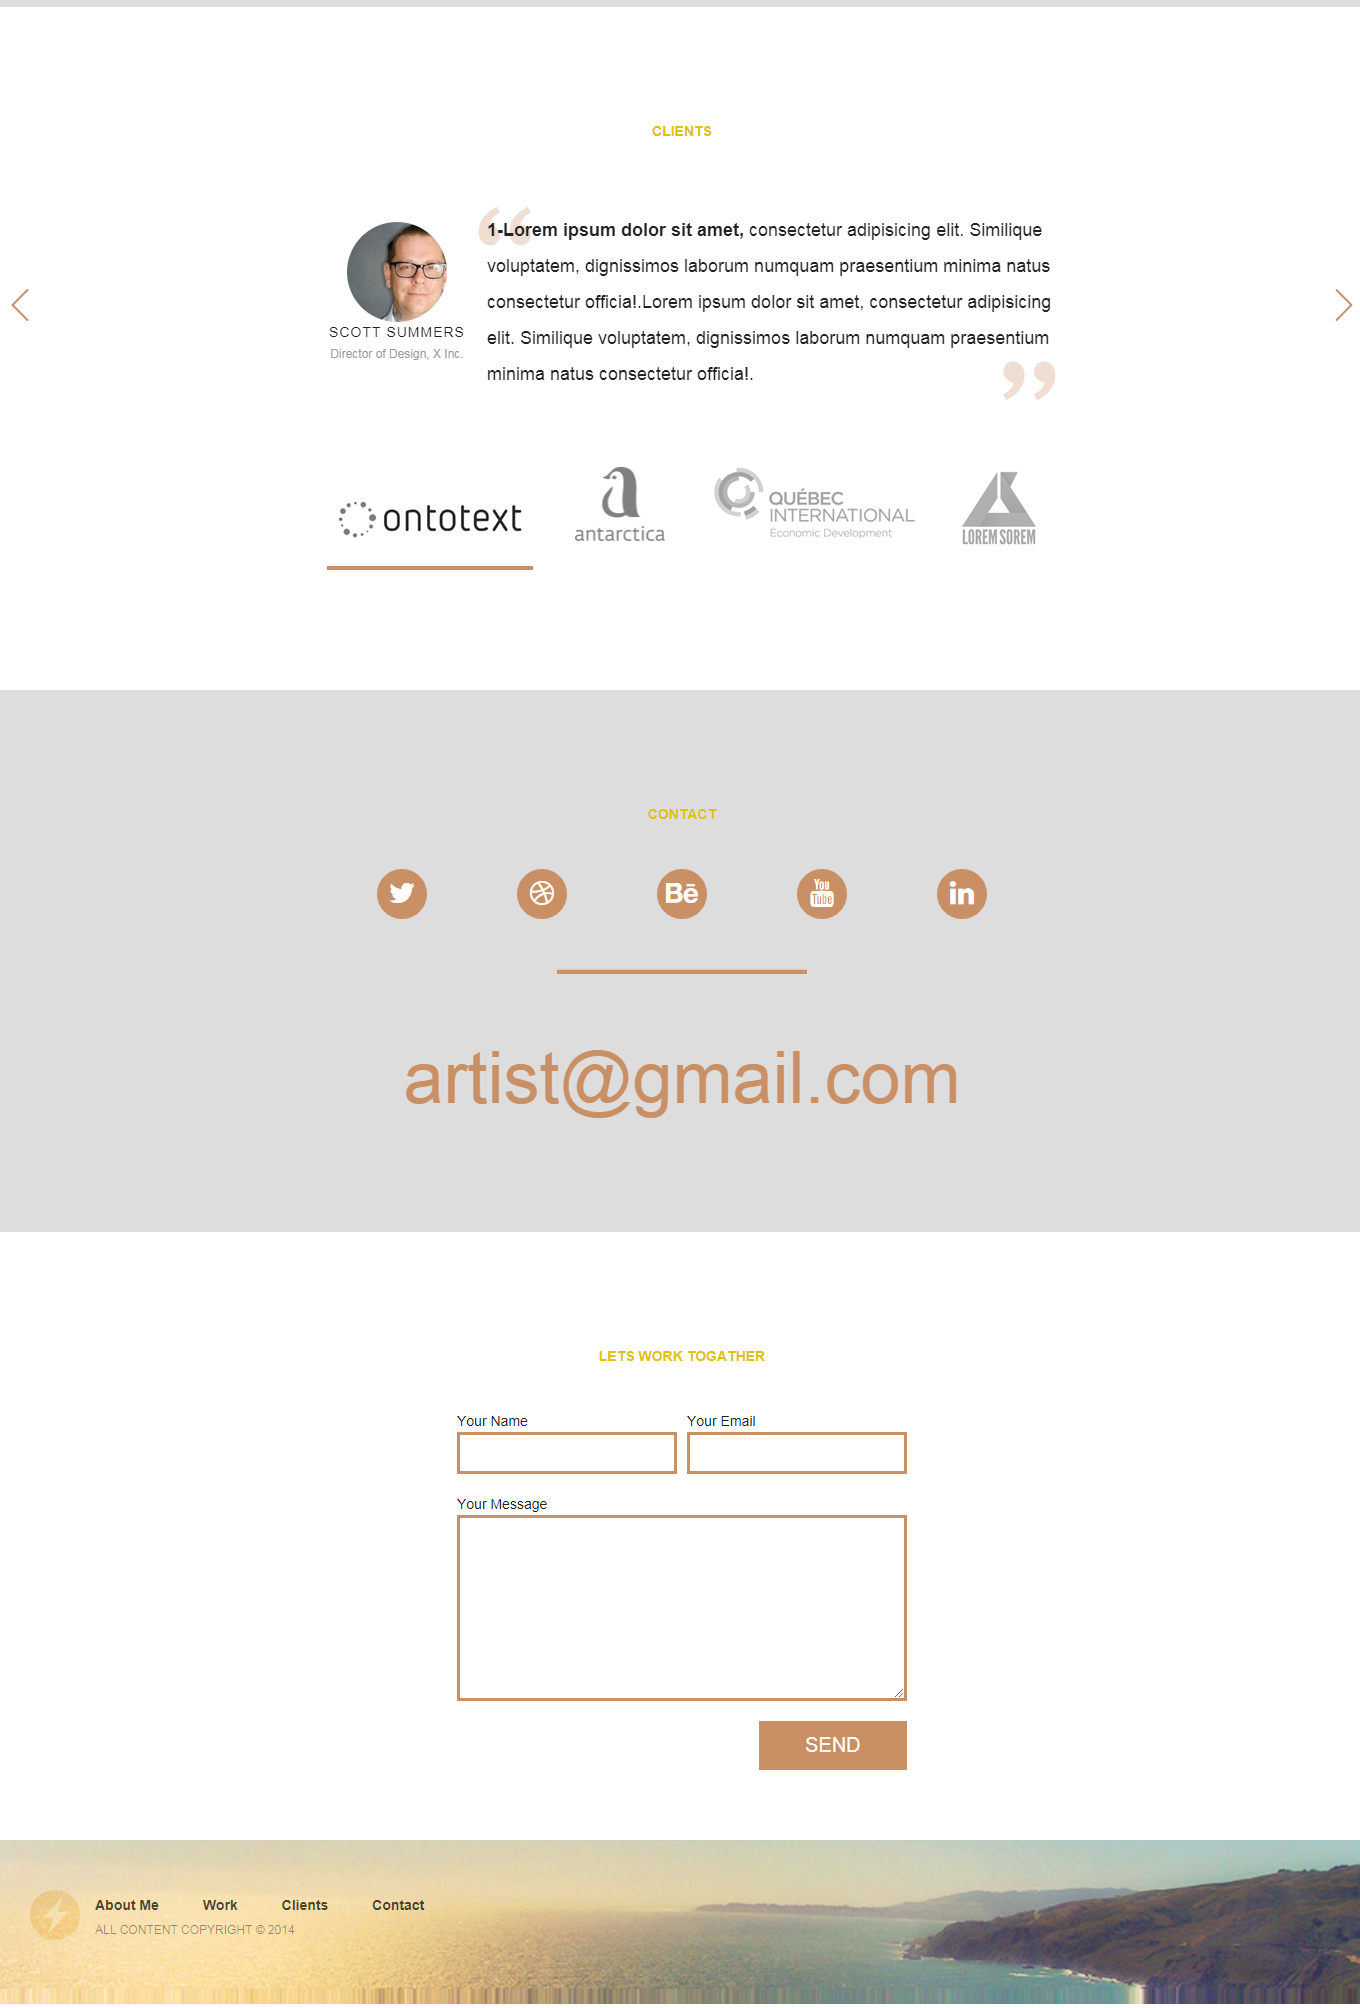 CLIENTS
1-Lorem ipsum dolor sit amet, consectetur adipisicing elit. Similique
voluptatem, dignissimos laborum numquam praesentium minima natus
consectetur official!.Lorem ipsum dolor sit amet, consectetur adipisicing
elit. Similique voluptatem, dignissimos laborum numquam praesentium
minima natus consectetur official!.
SCOTT SUMMERS
Director of Design, X Inc.
ontotext
antarctica
QUÉBEC
INTERNATIONAL
Economic Development
LOREM SOREM
CONTACT
Bē
You
Tube
in
artist@gmail.com
LETS WORK TOGATHER
Your Name
Your Email
Your Message
SEND
About Me
Work
Clients
Contact
ALL CONTENT COPYRIGHT © 2014